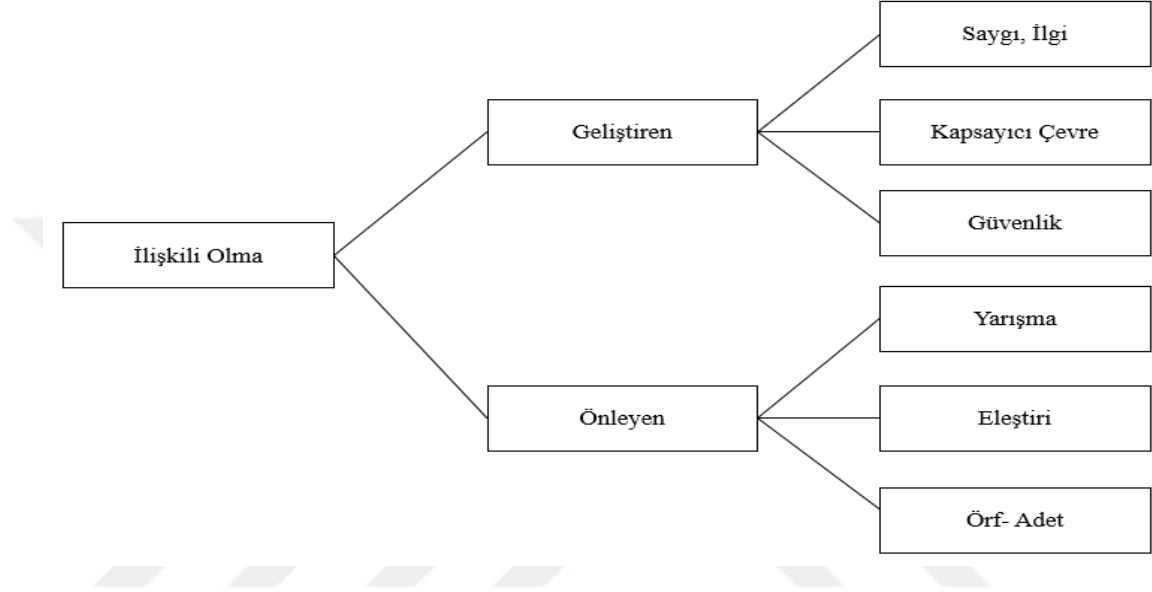 İlişkili Olma
Geliştiren
Saygı, İlgi
Kapsayıcı Çevre
Güvenlik
Önleyen
Yarışma
Eleştiri
Örf- Adet